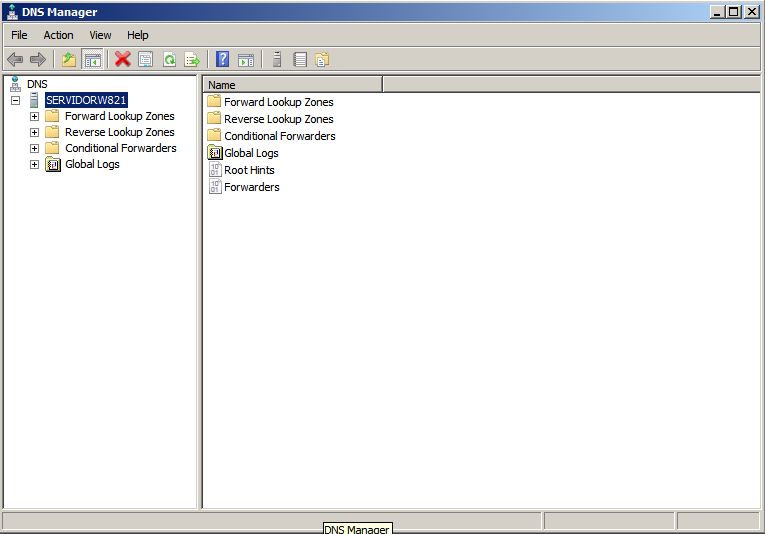 DNS Manager
File Action View Help
DNS
SERVIDORW821
Forward Lookup Zones
Reverse Lookup Zones
Conditional Forwarders
Global Logs
Name
Forward Lookup Zones
Reverse Lookup Zones
Conditional Forwarders
Global Logs
Root Hints
Forwarders
DNS Manager